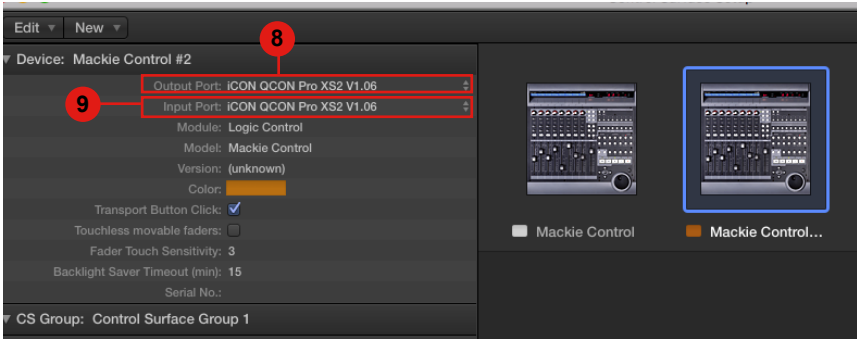 Edit New
8
Device: Mackie Control #2
Output Port: iCON QCON Pro XS2 V1.06
9
Input Port: iCON QCON Pro XS2 V1.06
Module: Logic Control
Model: Mackie Control
Version: (unknown)
Color:
Transport Button Click:
Touchless movable faders:
Fader Touch Sensitivity: 3
Backlight Saver Timeout (min): 15
Serial No.:
CS Group: Control Surface Group 1
Mackie Control
Mackie Control...